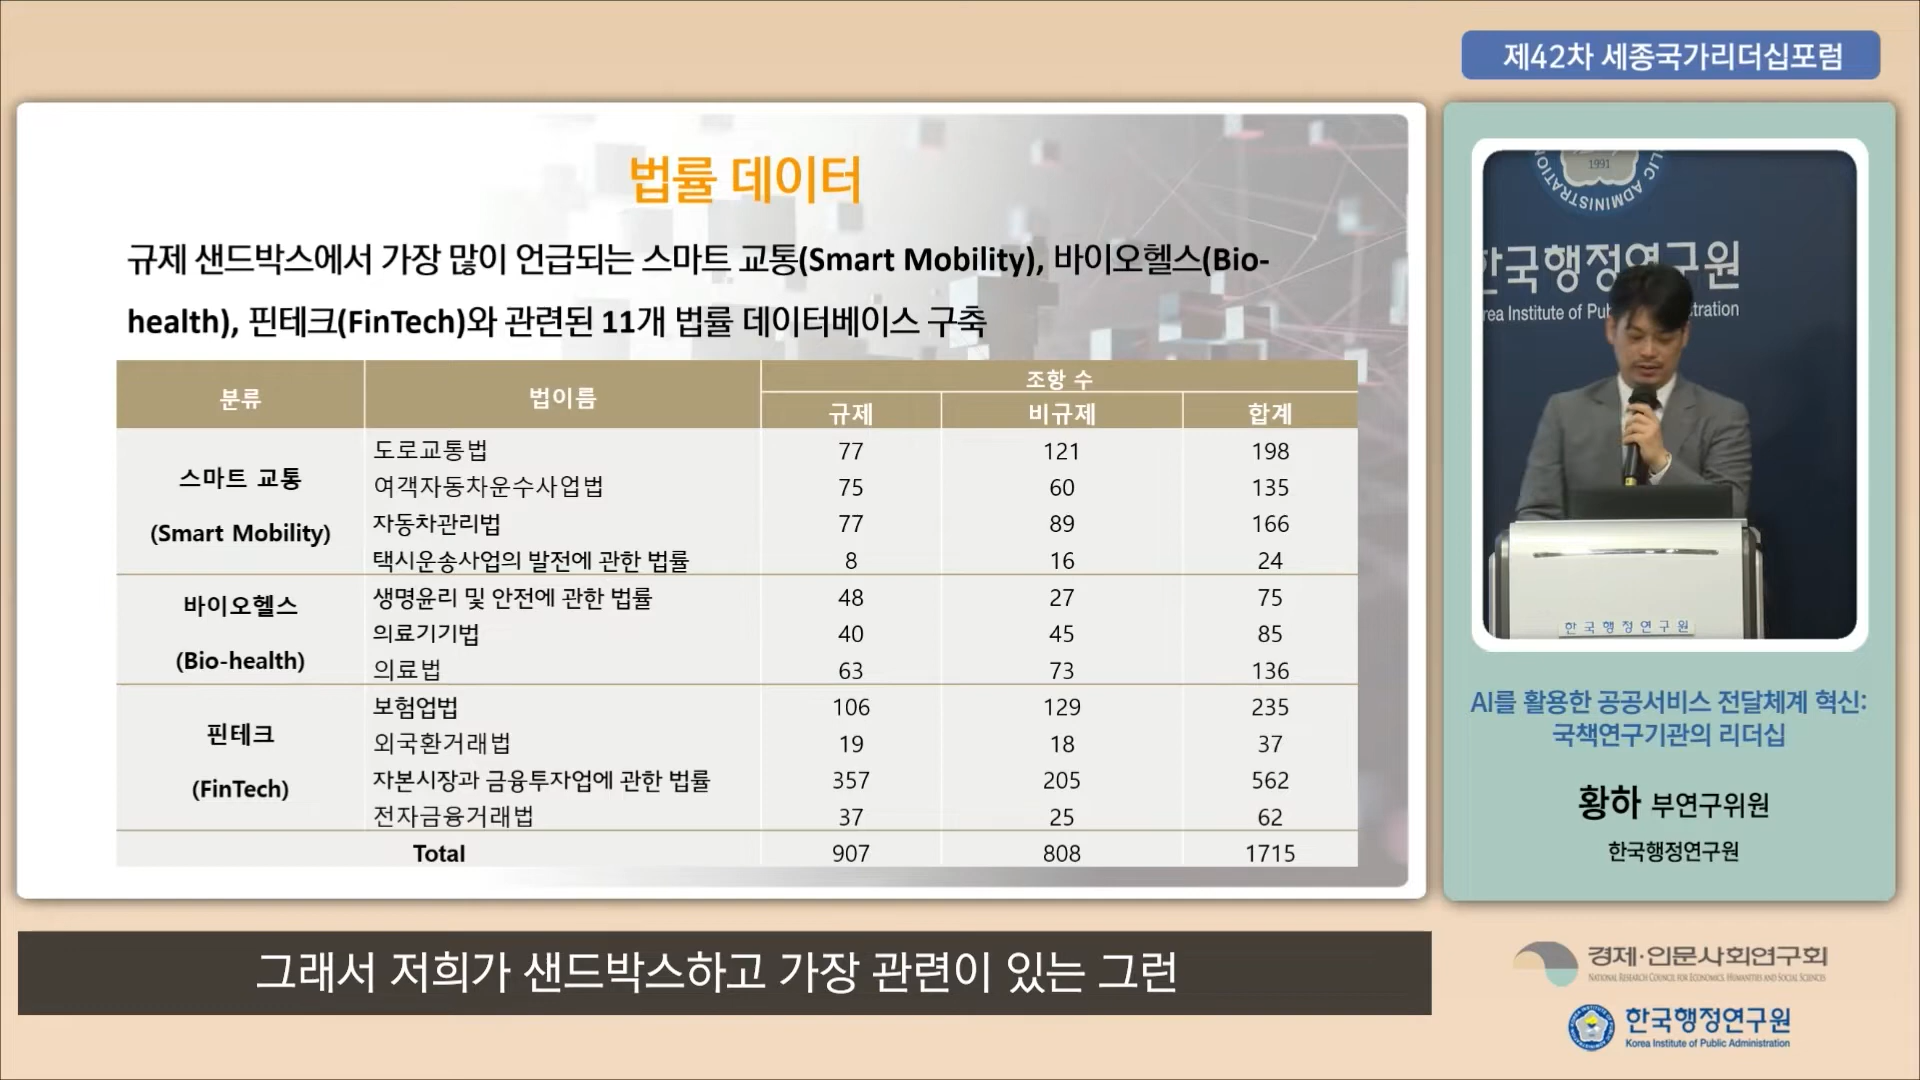 제42차 세종국가리더십포럼
법률 데이터
규제 샌드박스에서 가장 많이 언급되는 스마트 교통(Smart Mobility), 바이오헬스(Bio-
health), 핀테크(FinTech)와 관련된 11개 법률 데이터베이스 구축
분류 법이름 조항 수
규제 비규제 합계
스마트 교통
(Smart Mobility)
도로교통법 77 121 198
여객자동차운수사업법 75 60 135
자동차관리법 77 89 166
택시운송사업의 발전에 관한 법률 8 16 24
바이오헬스
(Bio-health)
생명윤리 및 안전에 관한 법률 48 27 75
의료기기법 40 45 85
의료법 63 73 136
핀테크
(FinTech)
보험업법 106 129 235
외국환거래법 19 18 37
자본시장과 금융투자업에 관한 법률 357 205 562
전자금융거래법 37 25 62
Total 907 808 1715
1991
LIC ADMINISTRATION
한국행정연구원
rea Institute of Pu tration
한국행정연구원
AI를 활용한 공공서비스 전달체계 혁신:
국책연구기관의 리더십
황하 부연구위원
한국행정연구원
그래서 저희가 샌드박스하고 가장 관련이 있는 그런
경제·인문사회연구회
NATIONAL RESEARCH COUNCIL FOR ECONOMICS, HUMANITIES AND SOCIAL SCIENCES
한국행정연구원
Korea Institute of Public Administration